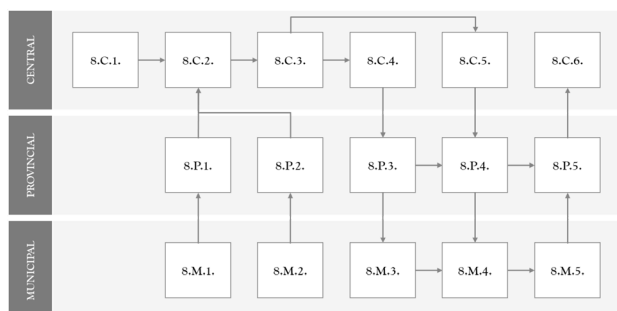 CENTRAL
8.C.1.
8.C.2.
8.C.3.
8.C.4.
8.C.5.
8.C.6.
PROVINCIAL
8.P.1.
8.P.2.
8.P.3.
8.P.4.
8.P.5.
MUNICIPAL
8.M.1.
8.M.2.
8.M.3.
8.M.4.
8.M.5.